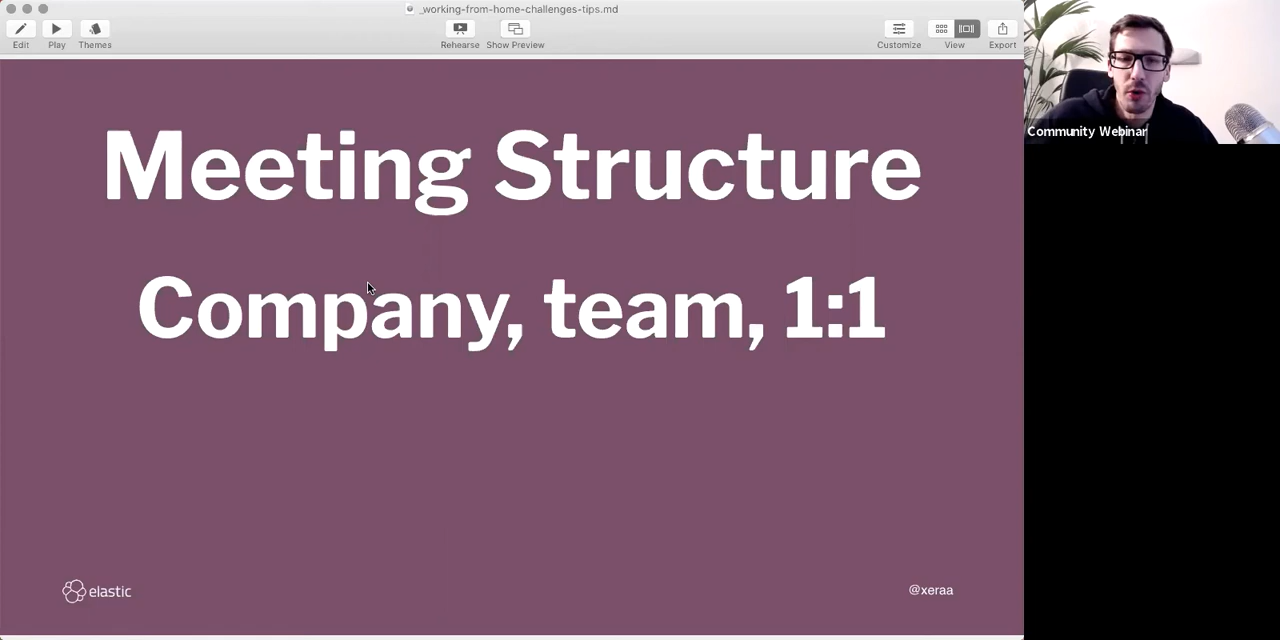 _working-from-home-challenges-tips.md
Edit Play Themes Rehearse Show Preview Customize View Export
Meeting Structure
Company, team, 1:1
elastic
@xeraa
Community Webinar